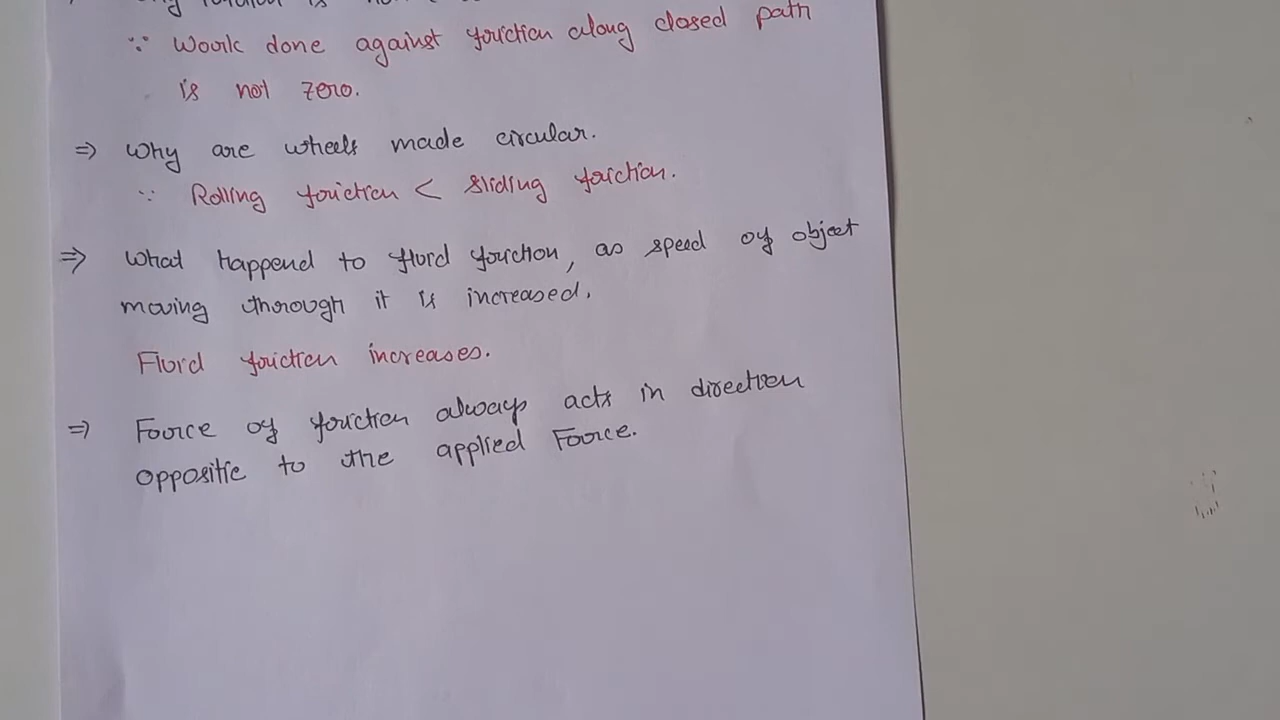 ∵ Work done against friction along closed path
is not zero.
⇒ Why are wheels made circular.
∵ Rolling friction < Sliding friction.
⇒ What happend to fluid friction, as speed of object
moving through it is increased.
Fluid friction increases.
⇒ Force of friction always acts in direction
opposite to the applied Force.